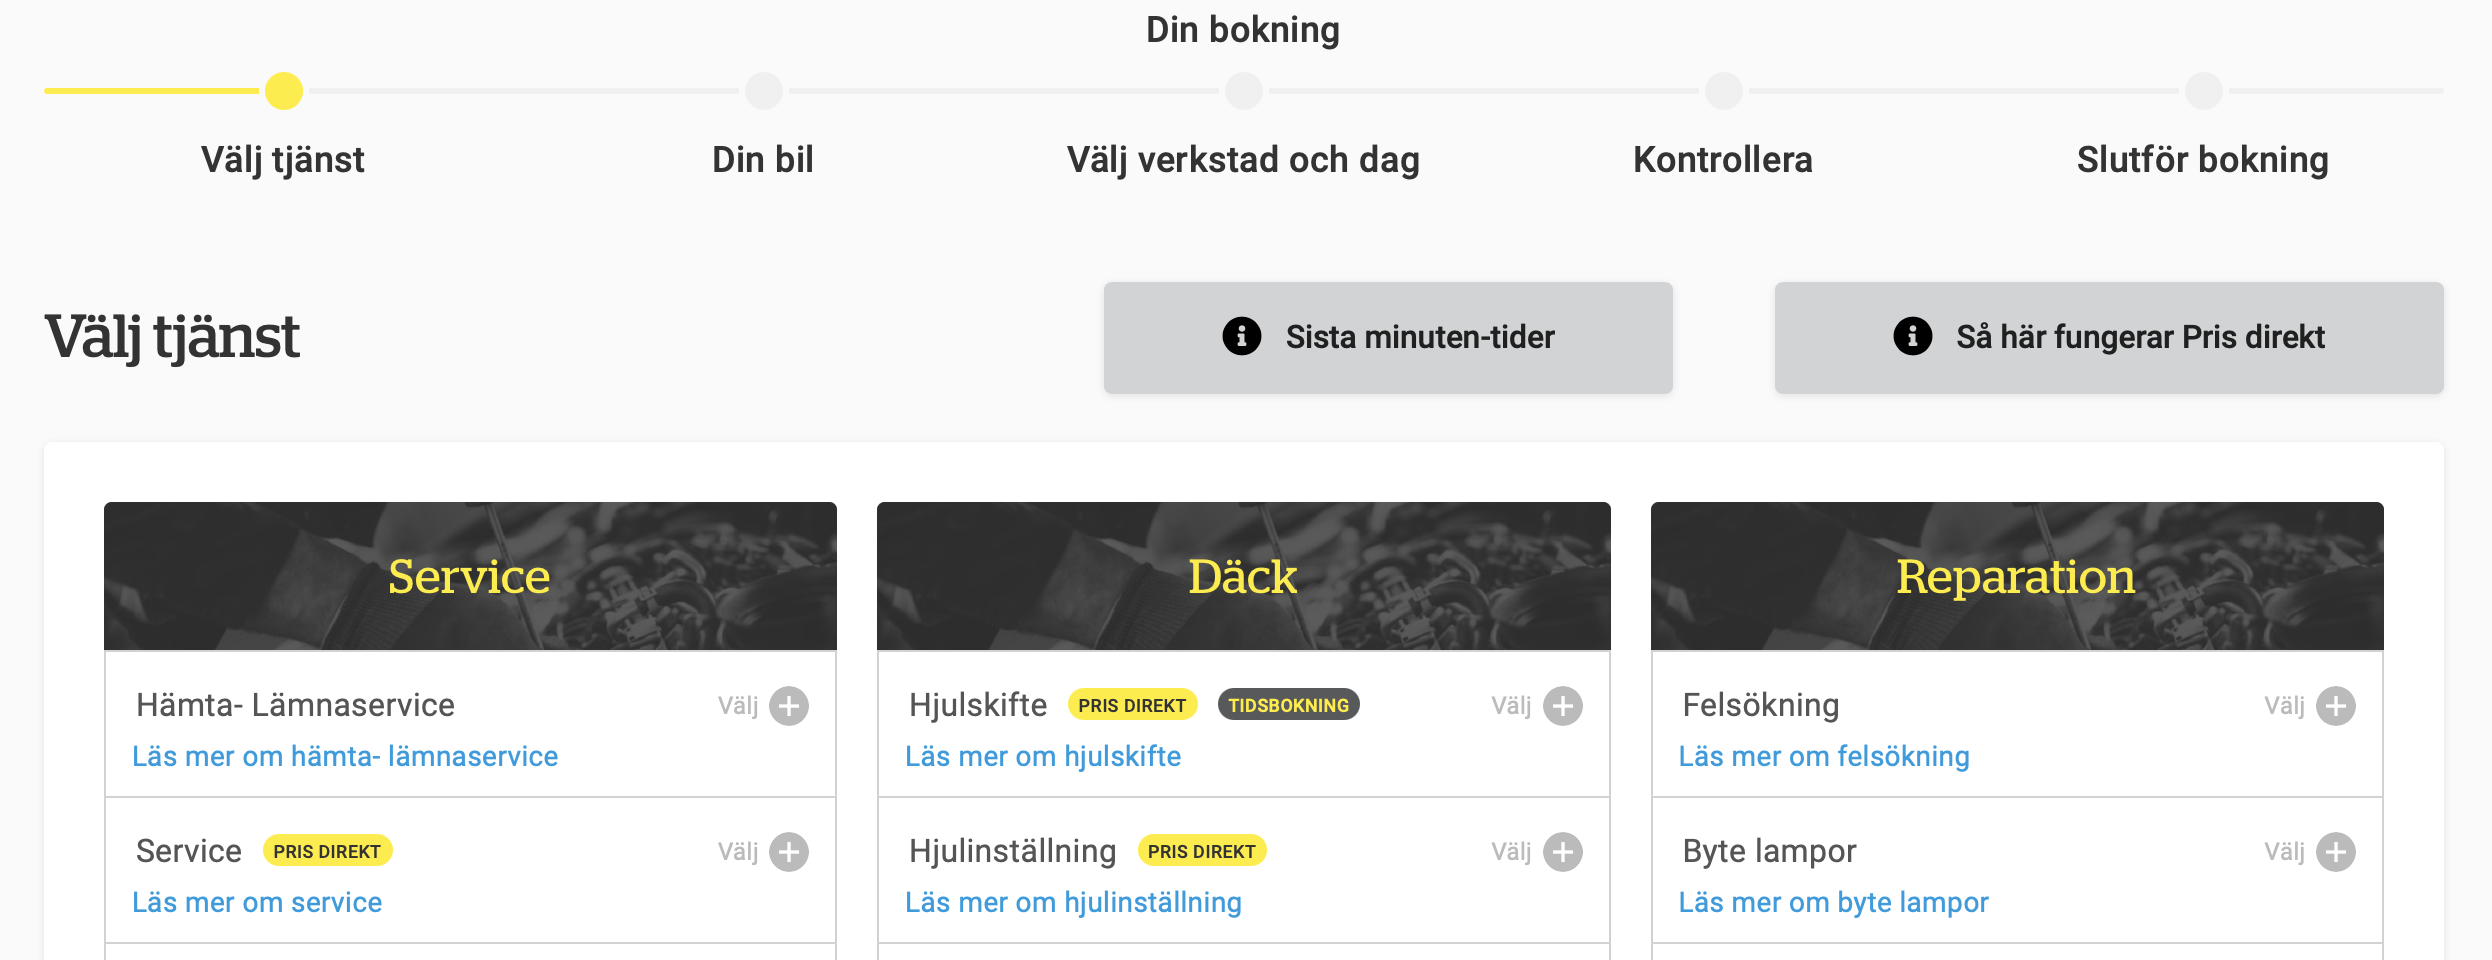 Din bokning
Välj tjänst
Din bil
Välj verkstad och dag
Kontrollera
Slutför bokning
Välj tjänst
Sista minuten-tider
Så här fungerar Pris direkt
Service
Hämta- Lämnaservice
Välj
Läs mer om hämta- lämnaservice
Service PRIS DIREKT
Välj
Läs mer om service
Däck
Hjulskifte PRIS DIREKT TIDSBOKNING
Välj
Läs mer om hjulskifte
Hjulinställning PRIS DIREKT
Välj
Läs mer om hjulinställning
Reparation
Felsökning
Välj
Läs mer om felsökning
Byte lampor
Välj
Läs mer om byte lampor